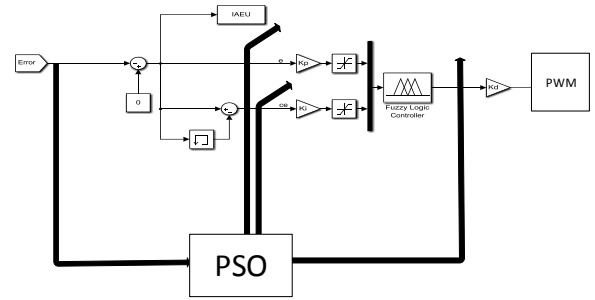 IAEU
Error
e
Kp
0
ce
Ki
Fuzzy Logic
Controller
Kd
PWM
PSO